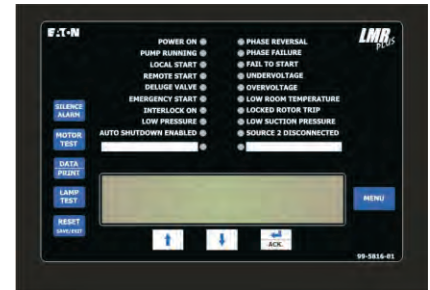 EATON
LMR
PLUS
POWER ON
PUMP RUNNING
LOCAL START
REMOTE START
DELUGE VALVE
EMERGENCY START
INTERLOCK ON
LOW PRESSURE
AUTO SHUTDOWN ENABLED
PHASE REVERSAL
PHASE FAILURE
FAIL TO START
UNDERVOLTAGE
OVERVOLTAGE
LOW ROOM TEMPERATURE
LOCKED ROTOR TRIP
LOW SUCTION PRESSURE
SOURCE 2 DISCONNECTED
SILENCE
ALARM
MOTOR
TEST
DATA
PRINT
LAMP
TEST
RESET
SAVE/EXIT
MENU
ACK.
99-5816-01